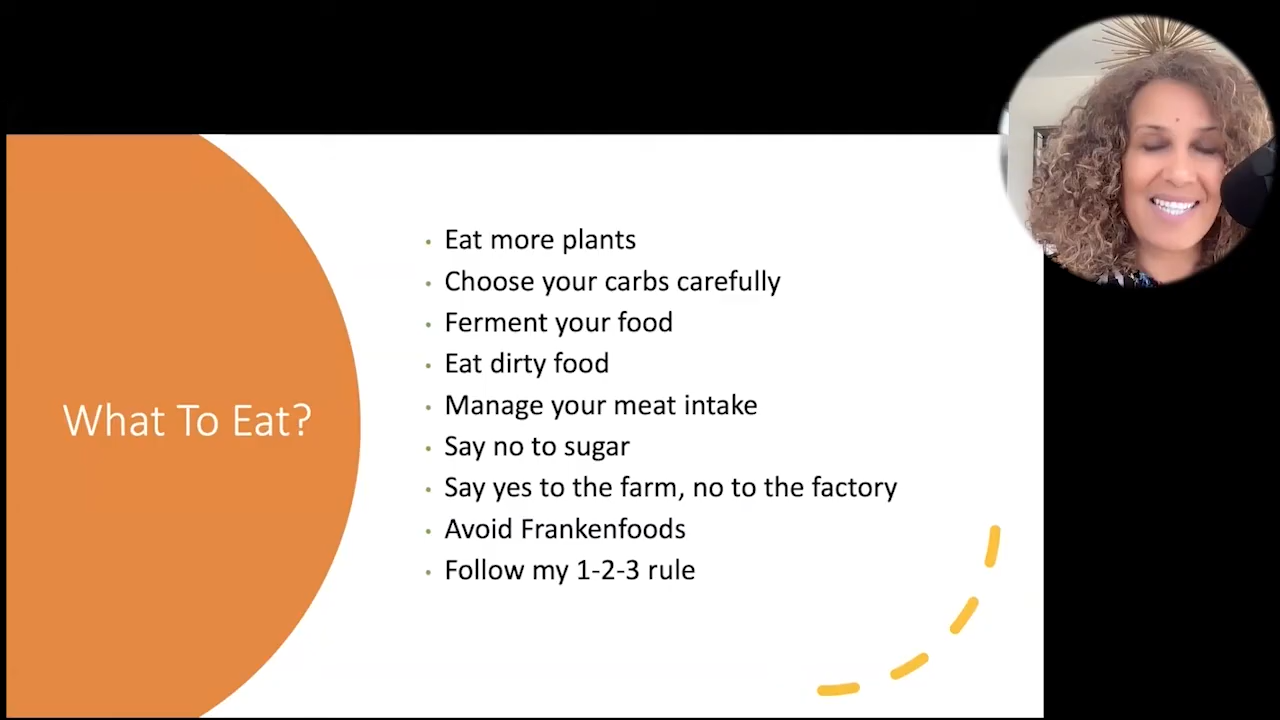 What To Eat?
Eat more plants
Choose your carbs carefully
Ferment your food
Eat dirty food
Manage your meat intake
Say no to sugar
Say yes to the farm, no to the factory
Avoid Frankenfoods
Follow my 1-2-3 rule